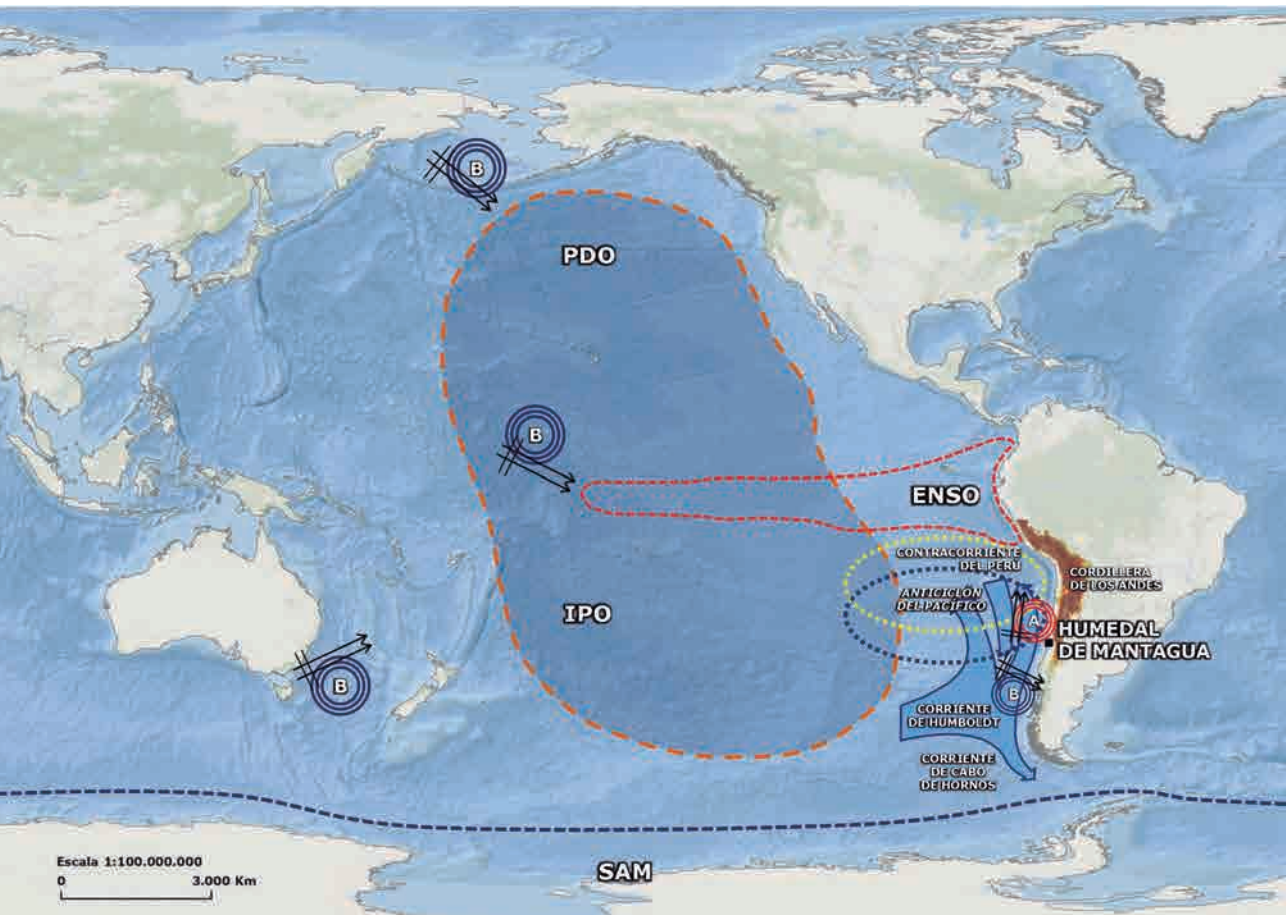 B
PDO
B
ENSO
CONTRACORRIENTE
DEL PERÚ
CORDILLERA
DE LOS ANDES
ANTICICLÓN
DEL PACÍFICO
IPO
A
HUMEDAL
DE MANTAGUA
B
B
CORRIENTE
DE HUMBOLDT
CORRIENTE
DE CABO
DE HORNOS
Escala 1:100.000.000
0 3.000 Km
SAM